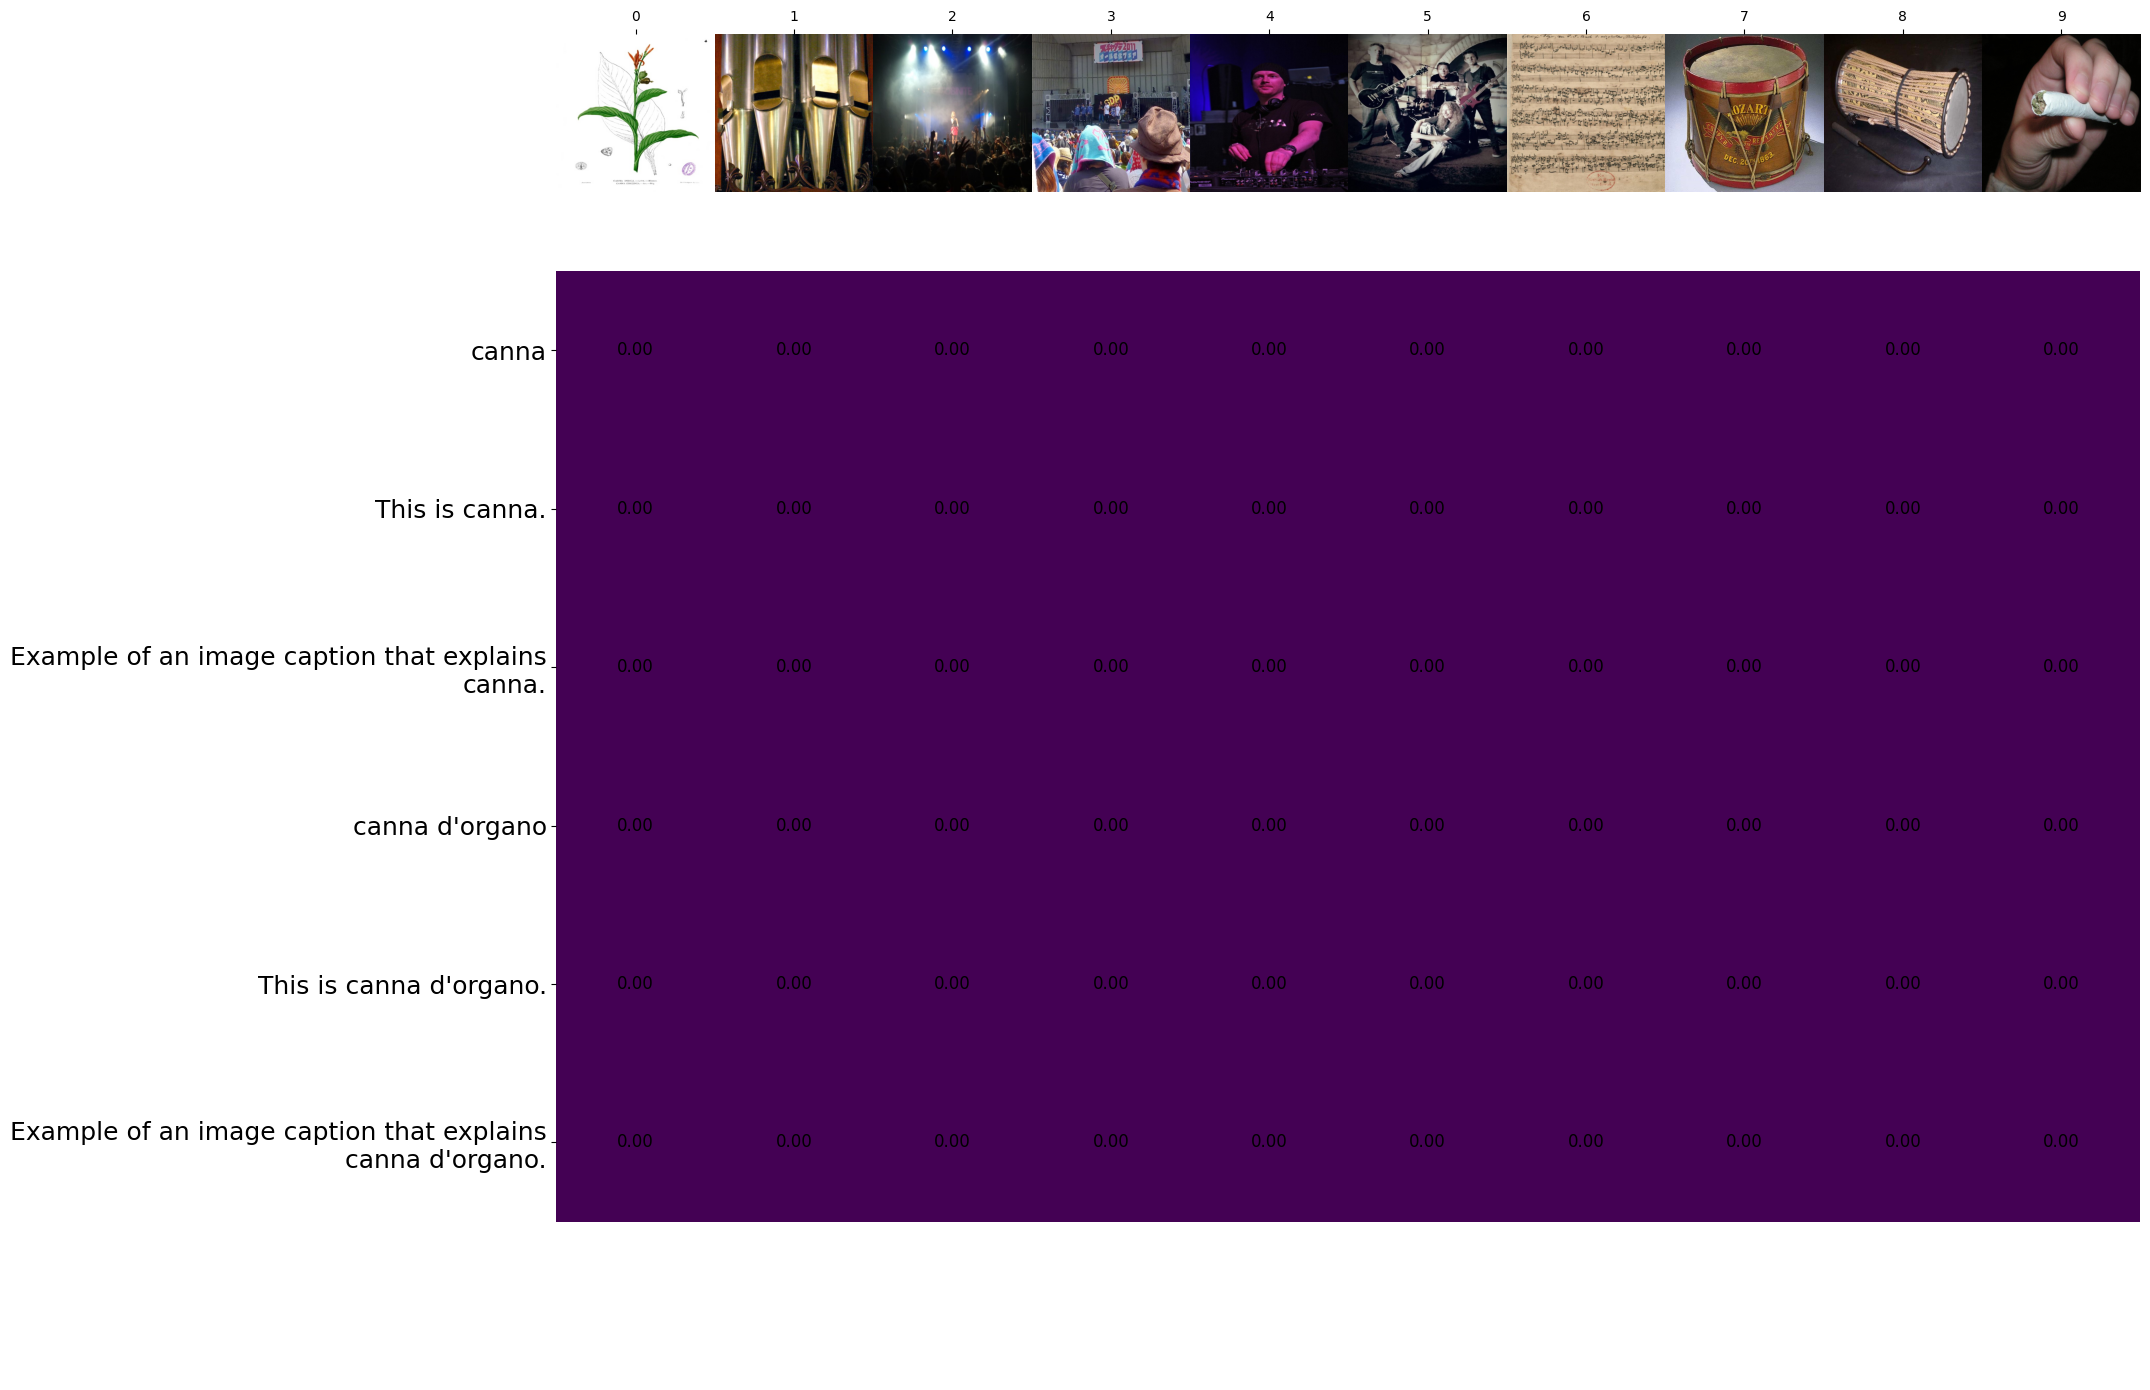 0 1 2 3 4 5 6 7 8 9
GDP
OZART
DEC. 20TH 1862
canna
0.00 0.00 0.00 0.00 0.00 0.00 0.00 0.00 0.00 0.00
This is canna.
0.00 0.00 0.00 0.00 0.00 0.00 0.00 0.00 0.00 0.00
Example of an image caption that explains
canna.
0.00 0.00 0.00 0.00 0.00 0.00 0.00 0.00 0.00 0.00
canna d'organo
0.00 0.00 0.00 0.00 0.00 0.00 0.00 0.00 0.00 0.00
This is canna d'organo.
0.00 0.00 0.00 0.00 0.00 0.00 0.00 0.00 0.00 0.00
Example of an image caption that explains
canna d'organo.
0.00 0.00 0.00 0.00 0.00 0.00 0.00 0.00 0.00 0.00